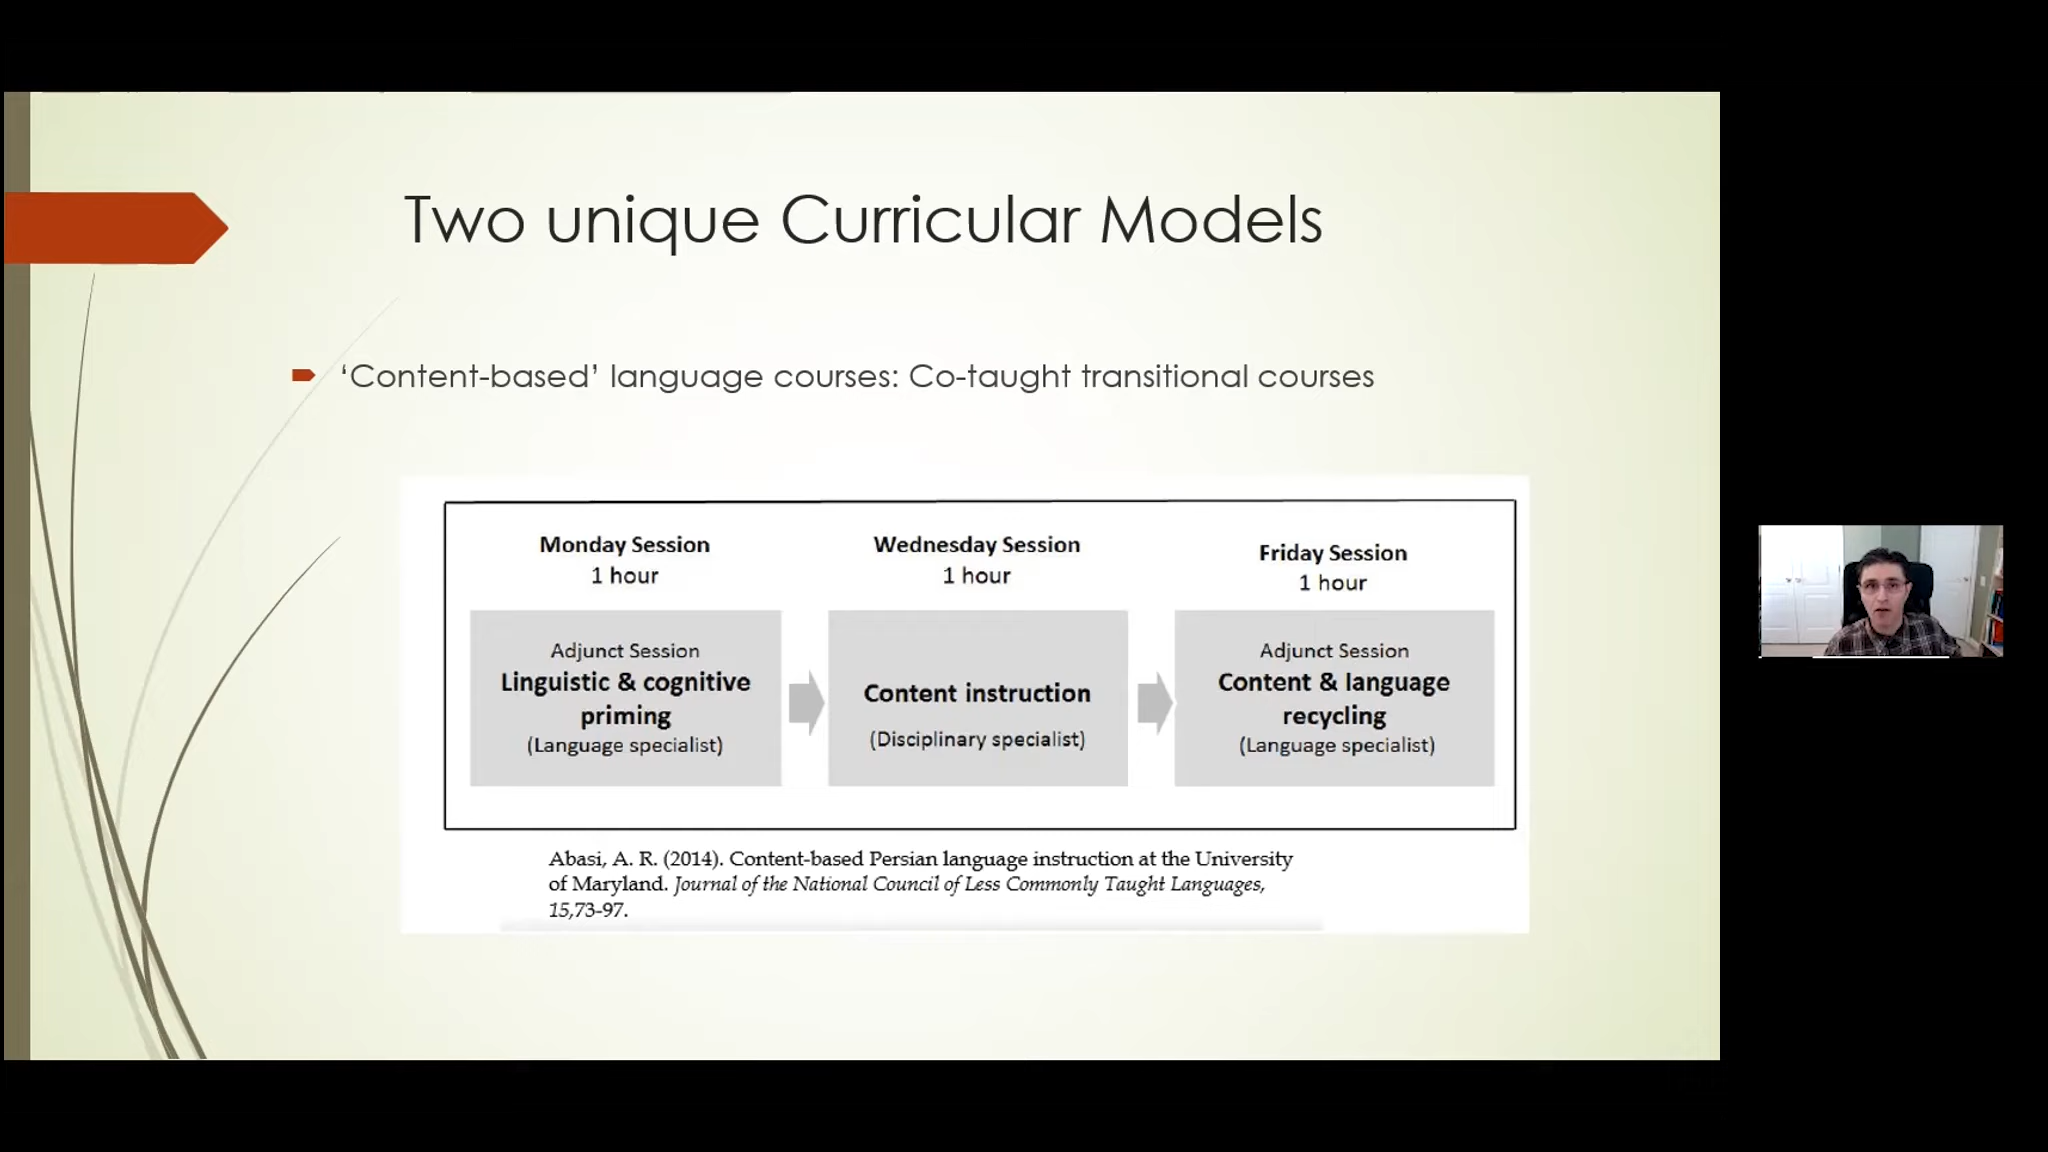 Two unique Curricular Models
‘Content-based’ language courses: Co-taught transitional courses
Monday Session
1 hour
Adjunct Session
Linguistic & cognitive
priming
(Language specialist)
Wednesday Session
1 hour
Content instruction
(Disciplinary specialist)
Friday Session
1 hour
Adjunct Session
Content & language
recycling
(Language specialist)
Abasi, A. R. (2014). Content-based Persian language instruction at the University
of Maryland. Journal of the National Council of Less Commonly Taught Languages,
15,73-97.